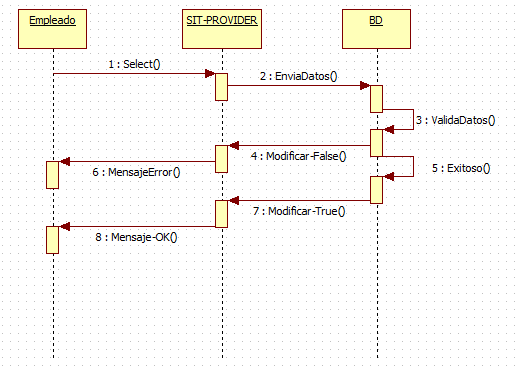 Empleado
SIT-PROVIDER
BD
1 : Select()
2 : EnviaDatos()
3 : ValidaDatos()
4 : Modificar-False()
5 : Exitoso()
6 : MensajeError()
7 : Modificar-True()
8 : Mensaje-OK()